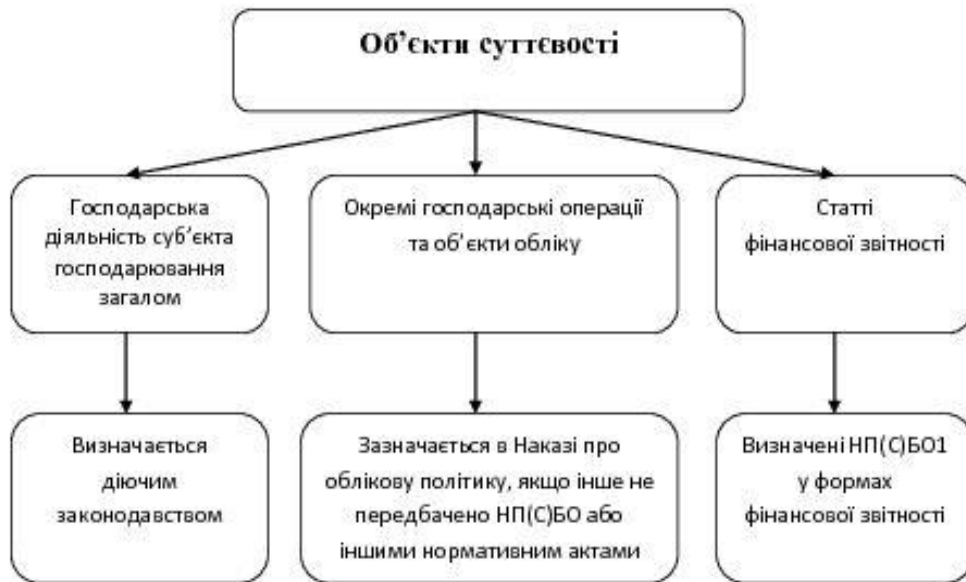 Об’єкти суттєвості
Господарська
діяльність суб’єкта
господарювання
загалом
Окремі господарські операції
та об’єкти обліку
Статті
фінансової звітності
Визначається
діючим
законодавством
Зазначається в Наказі про
облікову політику, якщо інше не
передбачено НП(С)БО або
іншими нормативним актами
Визначені НП(С)БО1
у формах
фінансової звітності